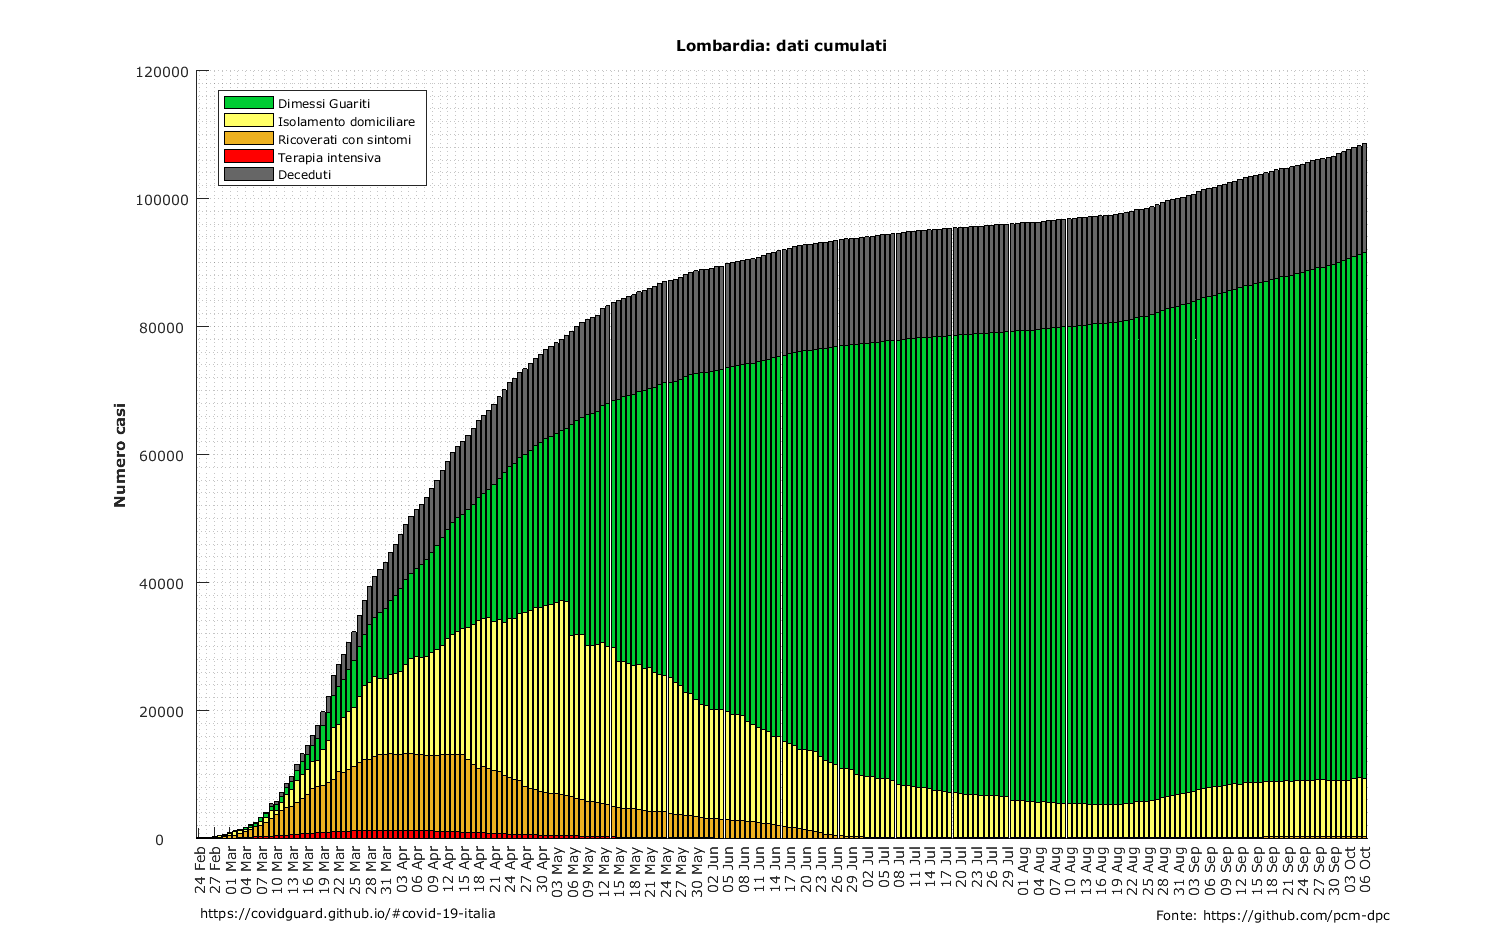 Lombardia: dati cumulati
120000
100000
80000
60000
40000
20000
0
Numero casi
Dimessi Guariti
Isolamento domiciliare
Ricoverati con sintomi
Terapia intensiva
Deceduti
24 Feb
27 Feb
01 Mar
04 Mar
07 Mar
10 Mar
13 Mar
16 Mar
19 Mar
22 Mar
25 Mar
28 Mar
31 Mar
03 Apr
06 Apr
09 Apr
12 Apr
15 Apr
18 Apr
21 Apr
24 Apr
27 Apr
30 Apr
03 May
06 May
09 May
12 May
15 May
18 May
21 May
24 May
27 May
30 May
02 Jun
05 Jun
08 Jun
11 Jun
14 Jun
17 Jun
20 Jun
23 Jun
26 Jun
29 Jun
02 Jul
05 Jul
08 Jul
11 Jul
14 Jul
17 Jul
20 Jul
23 Jul
26 Jul
29 Jul
01 Aug
04 Aug
07 Aug
10 Aug
13 Aug
16 Aug
19 Aug
22 Aug
25 Aug
28 Aug
31 Aug
03 Sep
06 Sep
09 Sep
12 Sep
15 Sep
18 Sep
21 Sep
24 Sep
27 Sep
30 Sep
03 Oct
06 Oct
https://covidguard.github.io/#covid-19-italia
Fonte: https://github.com/pcm-dpc